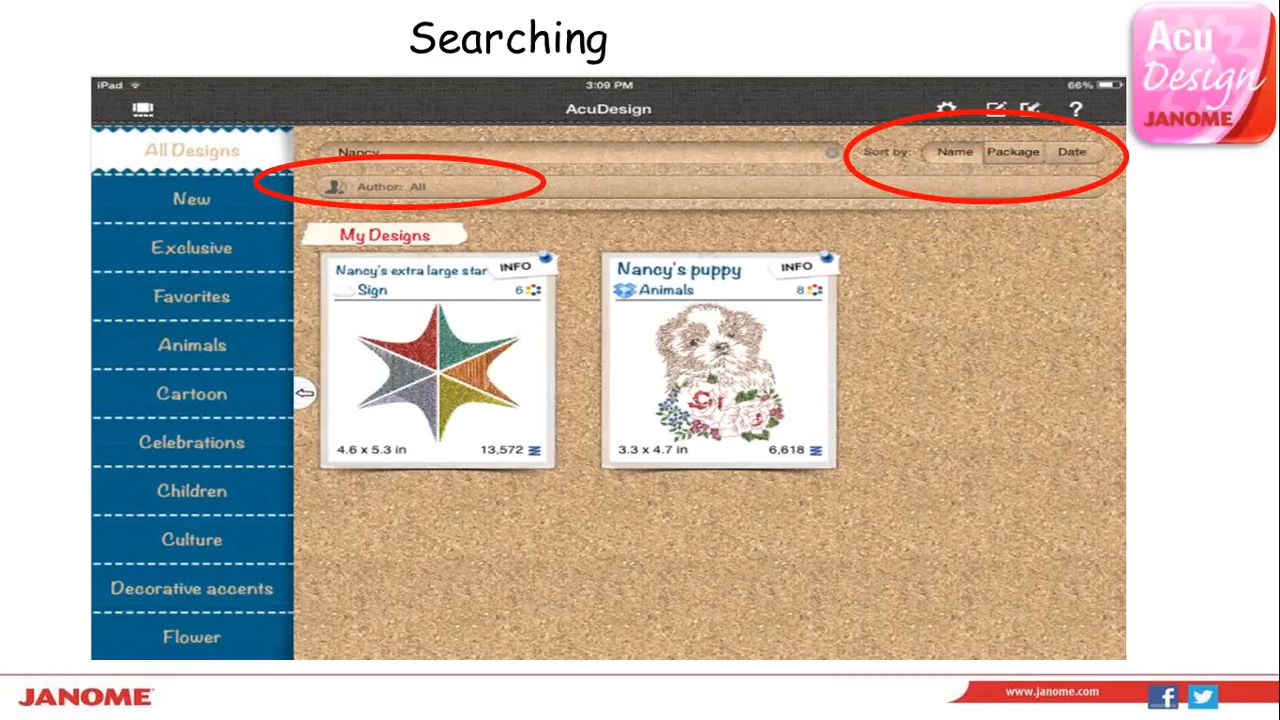 Searching
Acu
Design
JANOME
iPad
3:09 PM
66%
AcuDesign
?
All Designs
Nancy
Sort by: Name Package Date
Author: All
New
Exclusive
Favorites
Animals
Cartoon
Celebrations
Children
Culture
Decorative accents
Flower
My Designs
Nancy's extra large star INFO
Sign 6
4.6 x 5.3 in 13,572
Nancy's puppy INFO
Animals 8
3.3 x 4.7 in 6,618
JANOME
www.janome.com
f